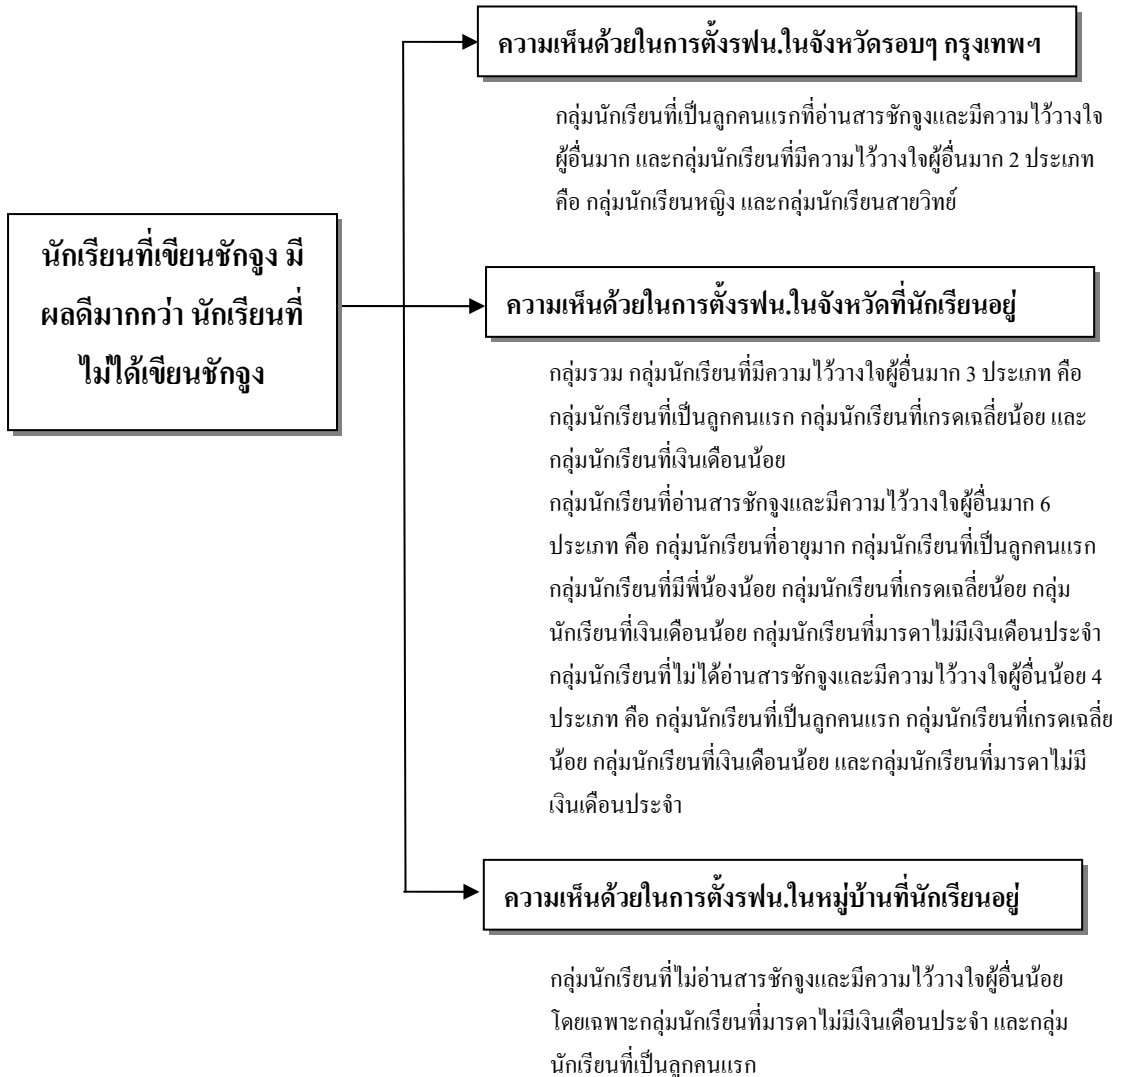 ความเห็นด้วยในการตั้งรฟน.ในจังหวัดรอบๆ กรุงเทพฯ
กลุ่มนักเรียนที่เป็นลูกคนแรกที่อ่านสารชักจูงและมีความไว้วางใจ
ผู้อื่นมาก และกลุ่มนักเรียนที่มีความไว้วางใจผู้อื่นมาก 2 ประเภท
คือ กลุ่มนักเรียนหญิง และกลุ่มนักเรียนสายวิทย์
นักเรียนที่เขียนชักจูง มี
ผลดีมากกว่า นักเรียนที่
ไม่ได้เขียนชักจูง
ความเห็นด้วยในการตั้งรฟน.ในจังหวัดที่นักเรียนอยู่
กลุ่มรวม กลุ่มนักเรียนที่มีความไว้วางใจผู้อื่นมาก 3 ประเภท คือ
กลุ่มนักเรียนที่เป็นลูกคนแรก กลุ่มนักเรียนที่เกรดเฉลี่ยน้อย และ
กลุ่มนักเรียนที่เงินเดือนน้อย
กลุ่มนักเรียนที่อ่านสารชักจูงและมีความไว้วางใจผู้อื่นมาก 6
ประเภท คือ กลุ่มนักเรียนที่อายุมาก กลุ่มนักเรียนที่เป็นลูกคนแรก
กลุ่มนักเรียนที่มีพี่น้องน้อย กลุ่มนักเรียนที่เกรดเฉลี่ยน้อย กลุ่ม
นักเรียนที่เงินเดือนน้อย กลุ่มนักเรียนที่มารดาไม่มีเงินเดือนประจำ
กลุ่มนักเรียนที่ไม่ได้อ่านสารชักจูงและมีความไว้วางใจผู้อื่นน้อย 4
ประเภท คือ กลุ่มนักเรียนที่เป็นลูกคนแรก กลุ่มนักเรียนที่เกรดเฉลี่ย
น้อย กลุ่มนักเรียนที่เงินเดือนน้อย และกลุ่มนักเรียนที่มารดาไม่มี
เงินเดือนประจำ
ความเห็นด้วยในการตั้งรฟน.ในหมู่บ้านที่นักเรียนอยู่
กลุ่มนักเรียนที่ไม่อ่านสารชักจูงและมีความไว้วางใจผู้อื่นน้อย
โดยเฉพาะกลุ่มนักเรียนที่มารดาไม่มีเงินเดือนประจำ และกลุ่ม
นักเรียนที่เป็นลูกคนแรก